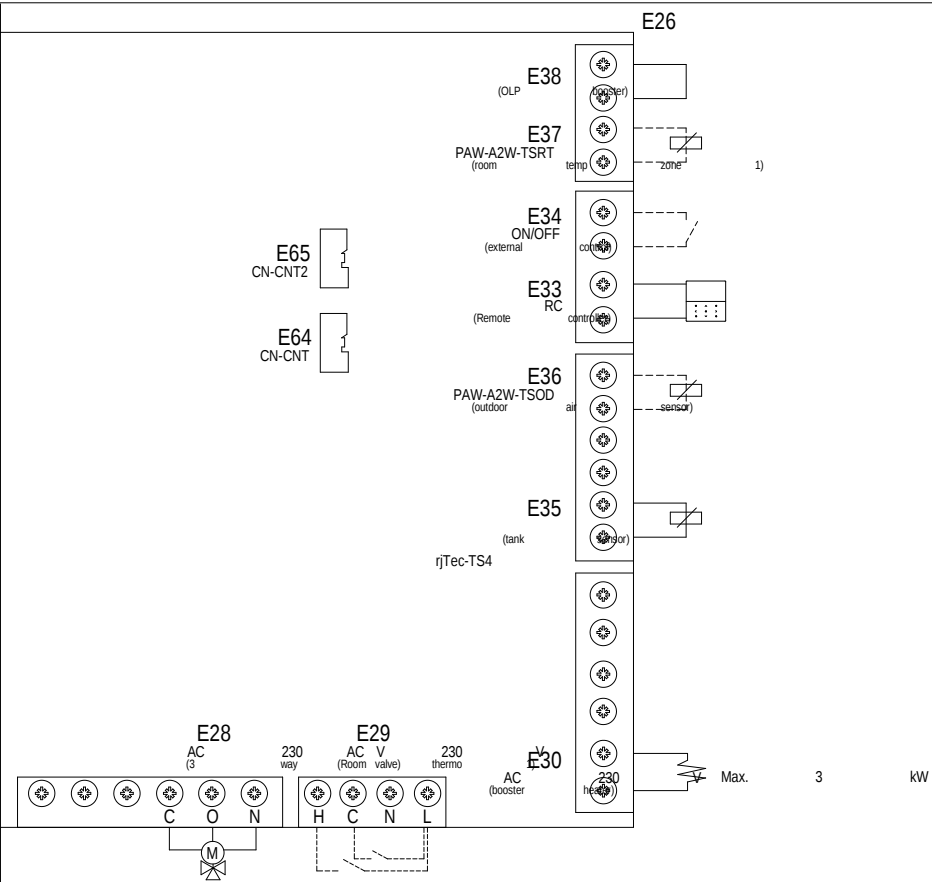 E26
E38
(OLP booster)
E37
PAW-A2W-TSRT
(room temp zone 1)
E34
ON/OFF
(external control)
E65
CN-CNT2
E33
RC
(Remote controller)
E64
CN-CNT
E36
PAW-A2W-TSOD
(outdoor air sensor)
E35
(tank sensor)
rjTec-TS4
E28
AC 230 V
(3 way valve)
E29
AC 230 V
(Room thermo 1)
E30
AC 230 V Max. 3 kW
(booster heater)
C O N
H C N L
M